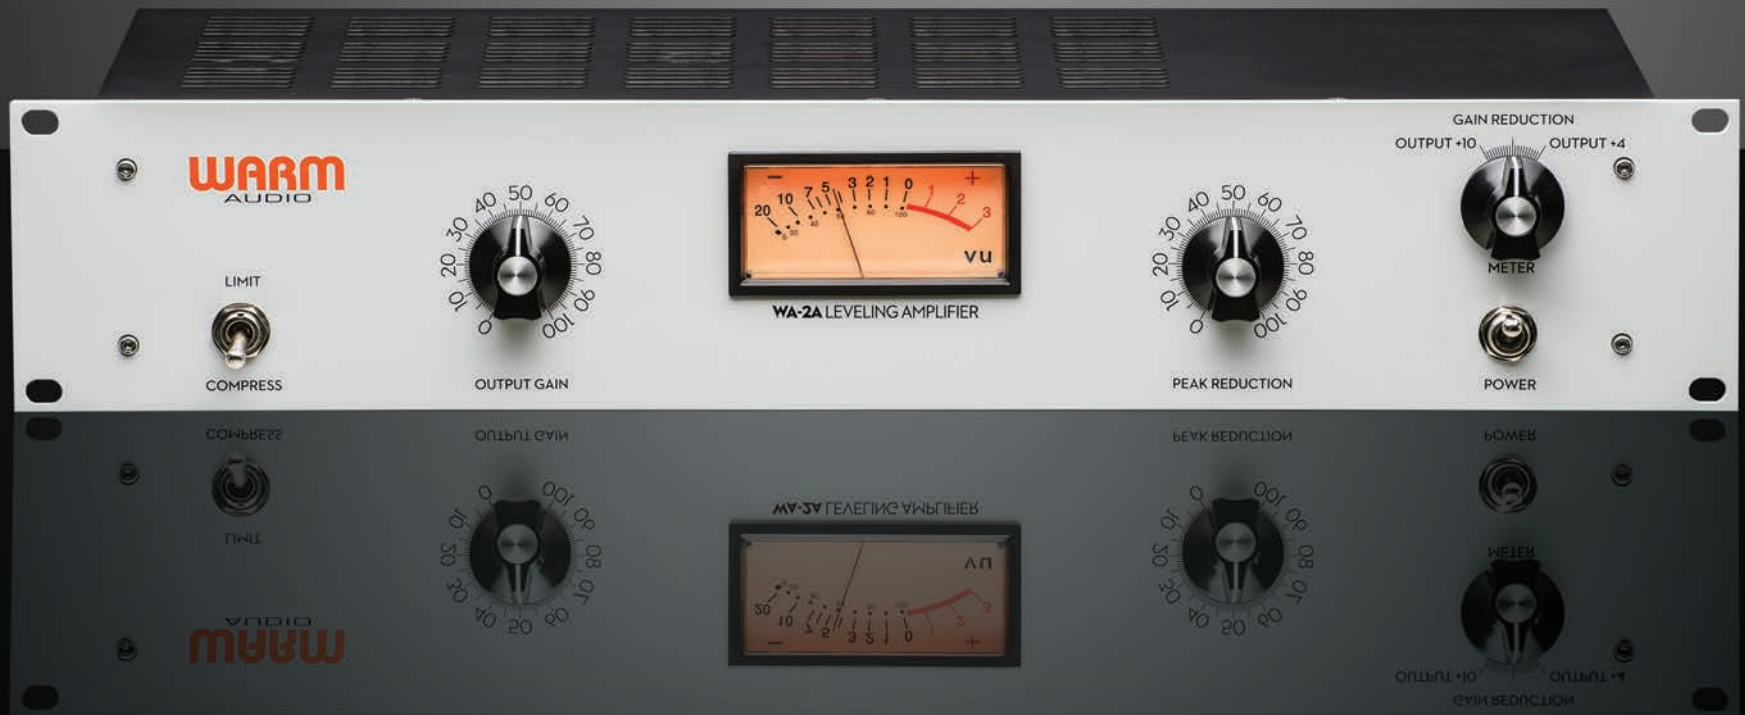 WARM
AUDIO
LIMIT
COMPRESS
0 10 20 30 40 50 60 70 80 90 100
OUTPUT GAIN
− +
20 10 7 5 3 2 1 0 1 2 3
vu
WA-2A LEVELING AMPLIFIER
0 10 20 30 40 50 60 70 80 90 100
PEAK REDUCTION
GAIN REDUCTION
OUTPUT +10 OUTPUT +4
METER
POWER